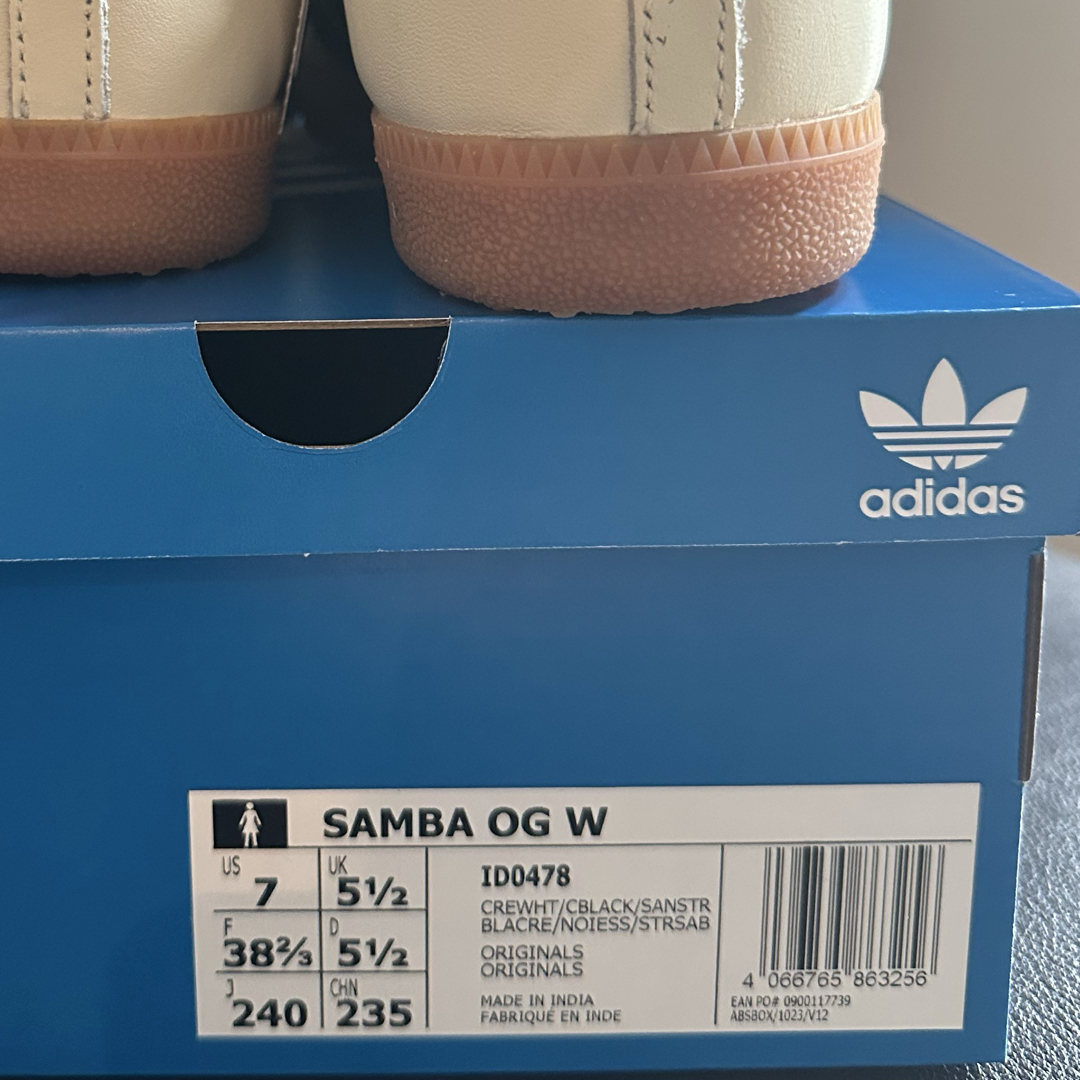 adidas
SAMBA OG W
US
7
UK
5½
F
38⅔
D
5½
J
240
CHN
235
ID0478
CREWHT/CBLACK/SANSTR
BLACRE/NOIESS/STRSAB
ORIGINALS
ORIGINALS
MADE IN INDIA
FABRIQUÉ EN INDE
4 066765 863256
EAN PO# 0900117739
ABSBOX/1023/V12